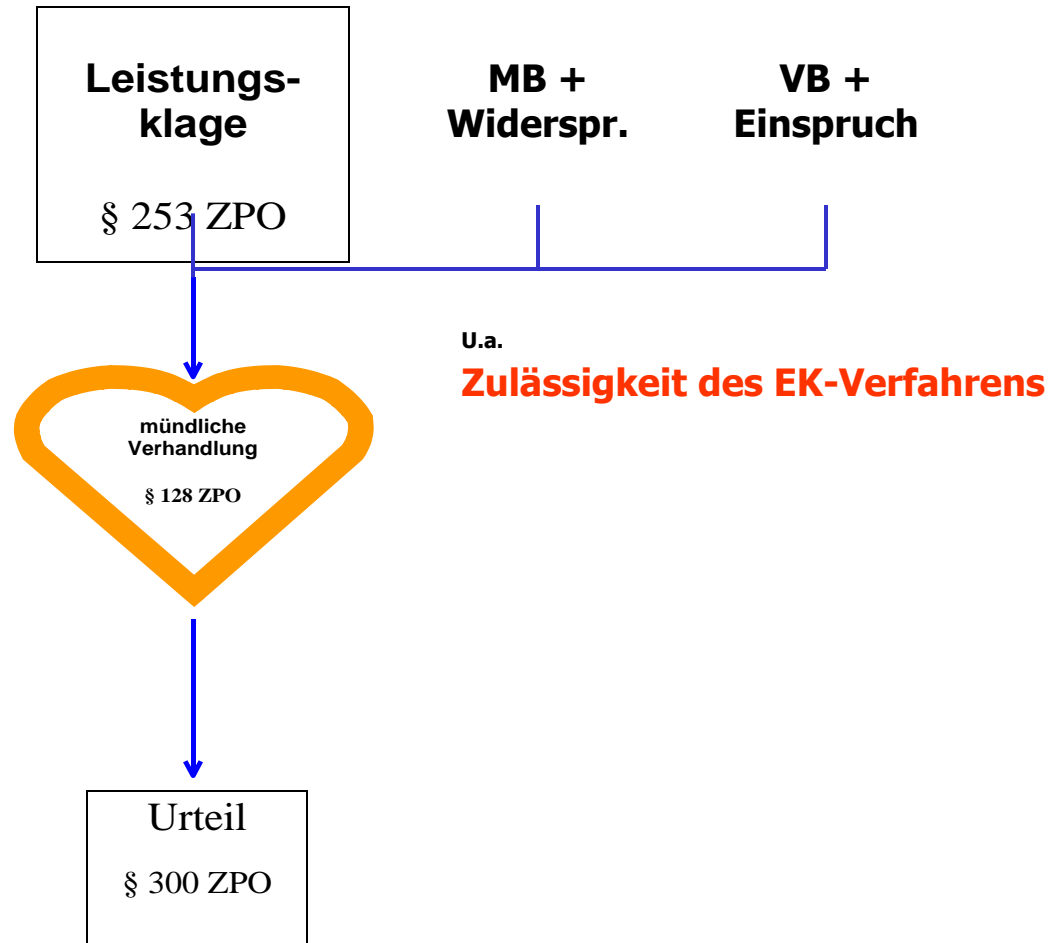 Leistungs-
klage
§ 253 ZPO
MB +
Widerspr.
VB +
Einspruch
U.a.
Zulässigkeit des EK-Verfahrens
mündliche
Verhandlung
§ 128 ZPO
Urteil
§ 300 ZPO